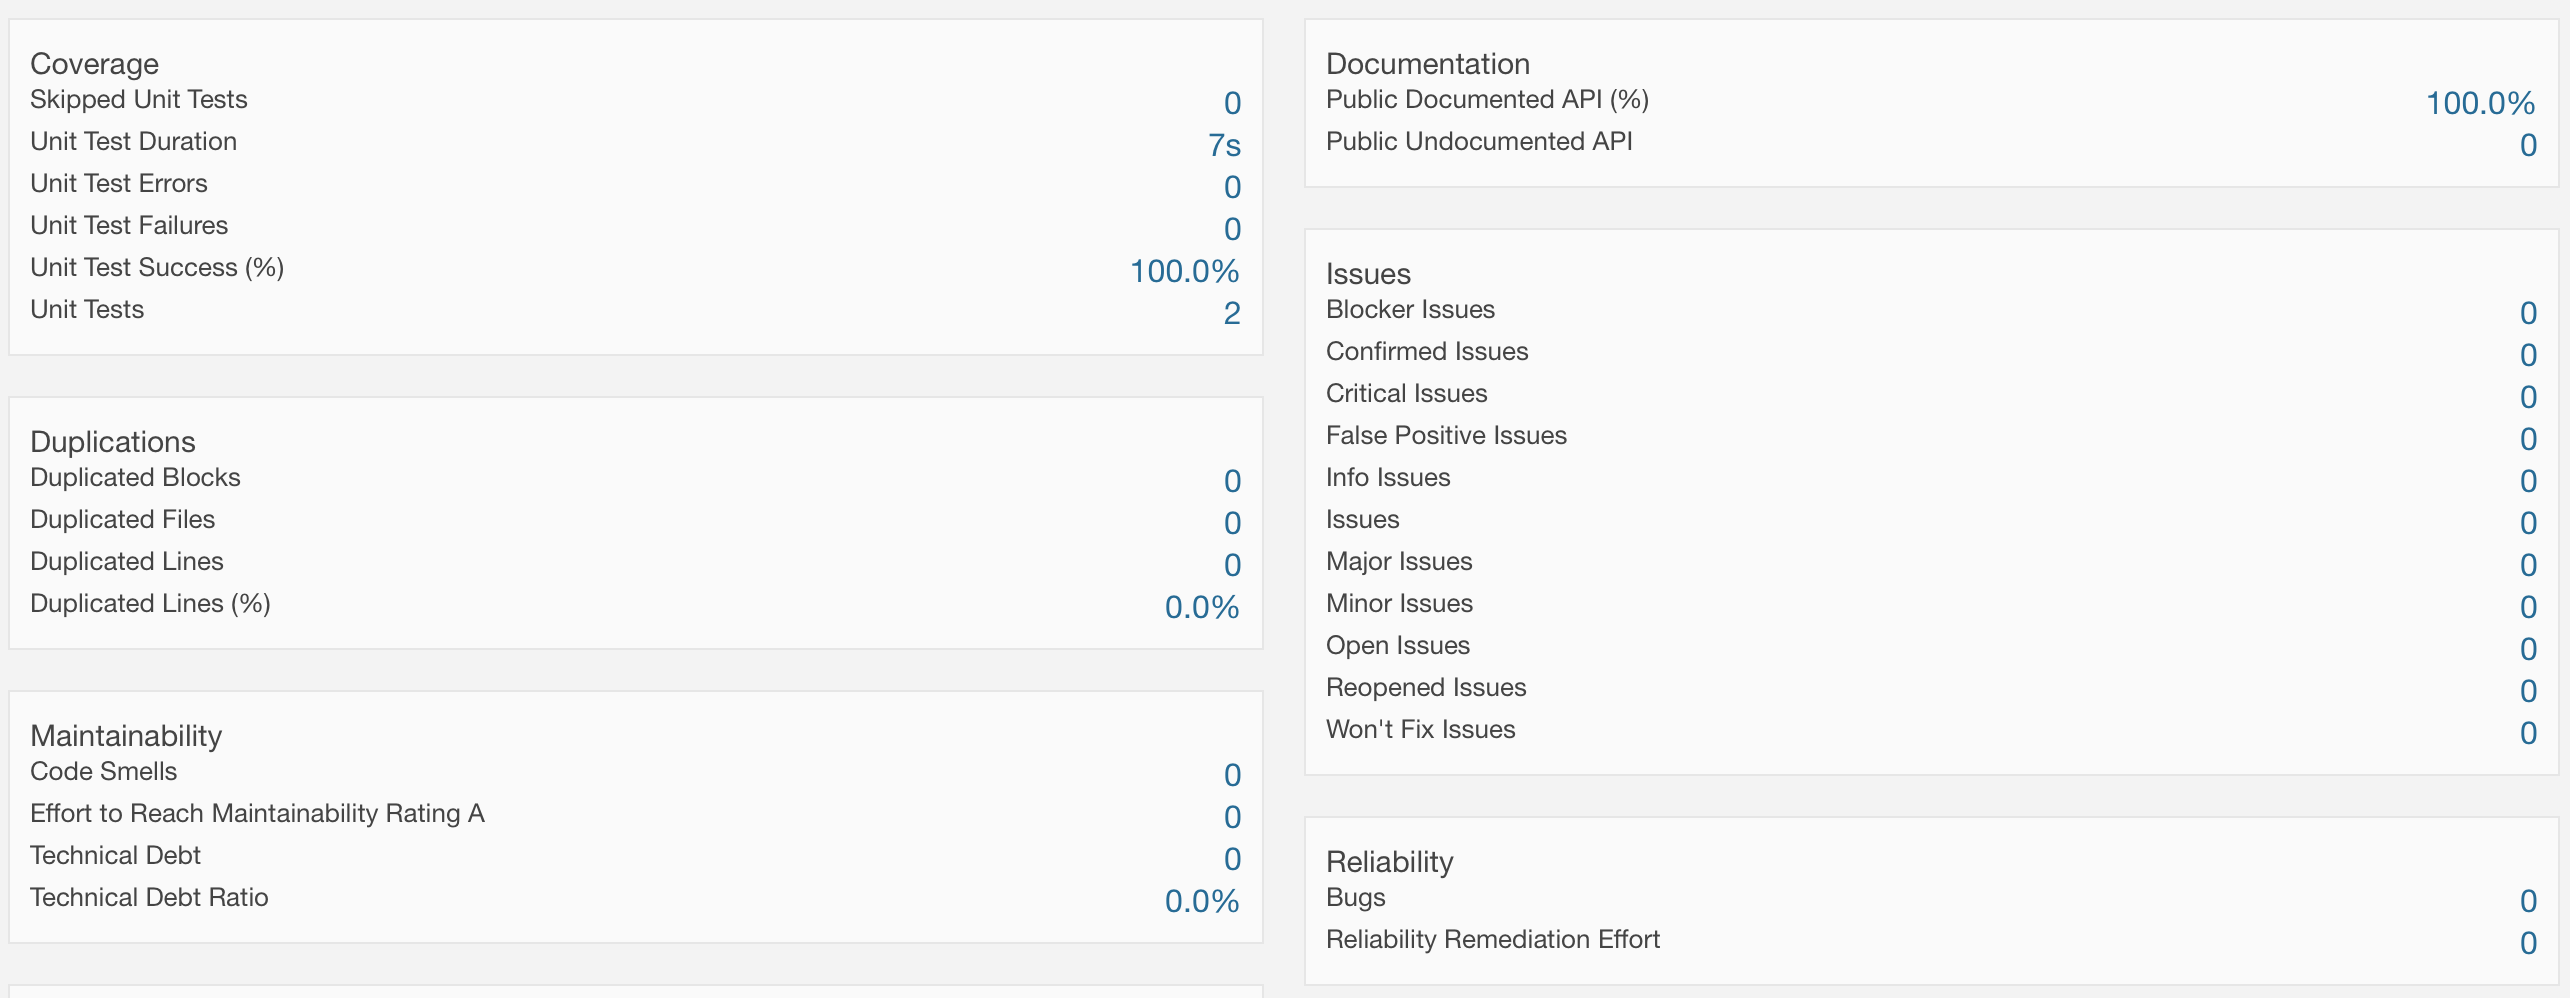 Coverage
Skipped Unit Tests 0
Unit Test Duration 7s
Unit Test Errors 0
Unit Test Failures 0
Unit Test Success (%) 100.0%
Unit Tests 2
Duplications
Duplicated Blocks 0
Duplicated Files 0
Duplicated Lines 0
Duplicated Lines (%) 0.0%
Maintainability
Code Smells 0
Effort to Reach Maintainability Rating A 0
Technical Debt 0
Technical Debt Ratio 0.0%
Documentation
Public Documented API (%) 100.0%
Public Undocumented API 0
Issues
Blocker Issues 0
Confirmed Issues 0
Critical Issues 0
False Positive Issues 0
Info Issues 0
Issues 0
Major Issues 0
Minor Issues 0
Open Issues 0
Reopened Issues 0
Won't Fix Issues 0
Reliability
Bugs 0
Reliability Remediation Effort 0